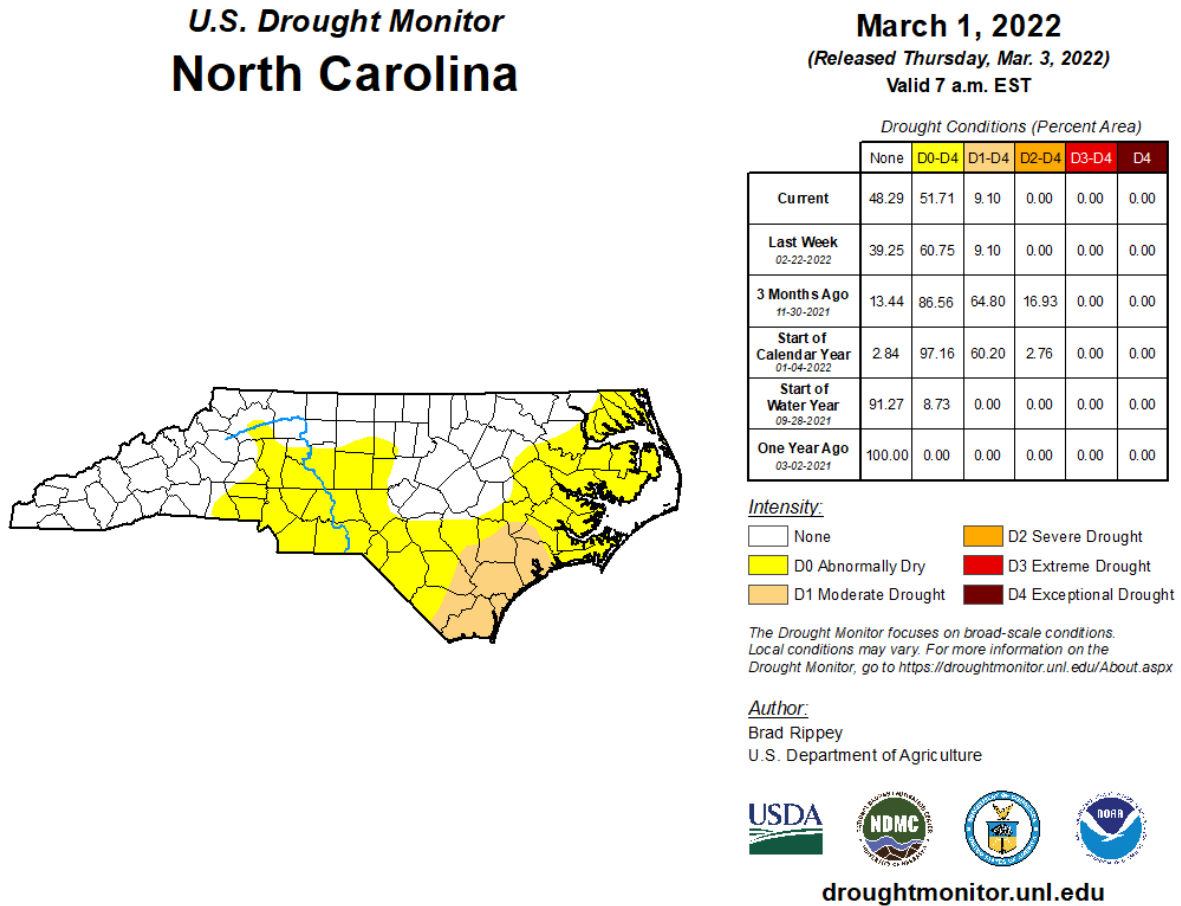 U.S. Drought Monitor
North Carolina
March 1, 2022
(Released Thursday, Mar. 3, 2022)
Valid 7 a.m. EST
Drought Conditions (Percent Area)
None D0-D4 D1-D4 D2-D4 D3-D4 D4
Current 48.29 51.71 9.10 0.00 0.00 0.00
Last Week
02-22-2022
39.25 60.75 9.10 0.00 0.00 0.00
3 Months Ago
11-30-2021
13.44 86.56 64.80 16.93 0.00 0.00
Start of
Calendar Year
01-04-2022
2.84 97.16 60.20 2.76 0.00 0.00
Start of
Water Year
09-28-2021
91.27 8.73 0.00 0.00 0.00 0.00
One Year Ago
03-02-2021
100.00 0.00 0.00 0.00 0.00 0.00
Intensity:
None
D0 Abnormally Dry
D1 Moderate Drought
D2 Severe Drought
D3 Extreme Drought
D4 Exceptional Drought
The Drought Monitor focuses on broad-scale conditions.
Local conditions may vary. For more information on the
Drought Monitor, go to https://droughtmonitor.unl.edu/About.aspx
Author:
Brad Rippey
U.S. Department of Agriculture
USDA
NDMC
NOAA
droughtmonitor.unl.edu